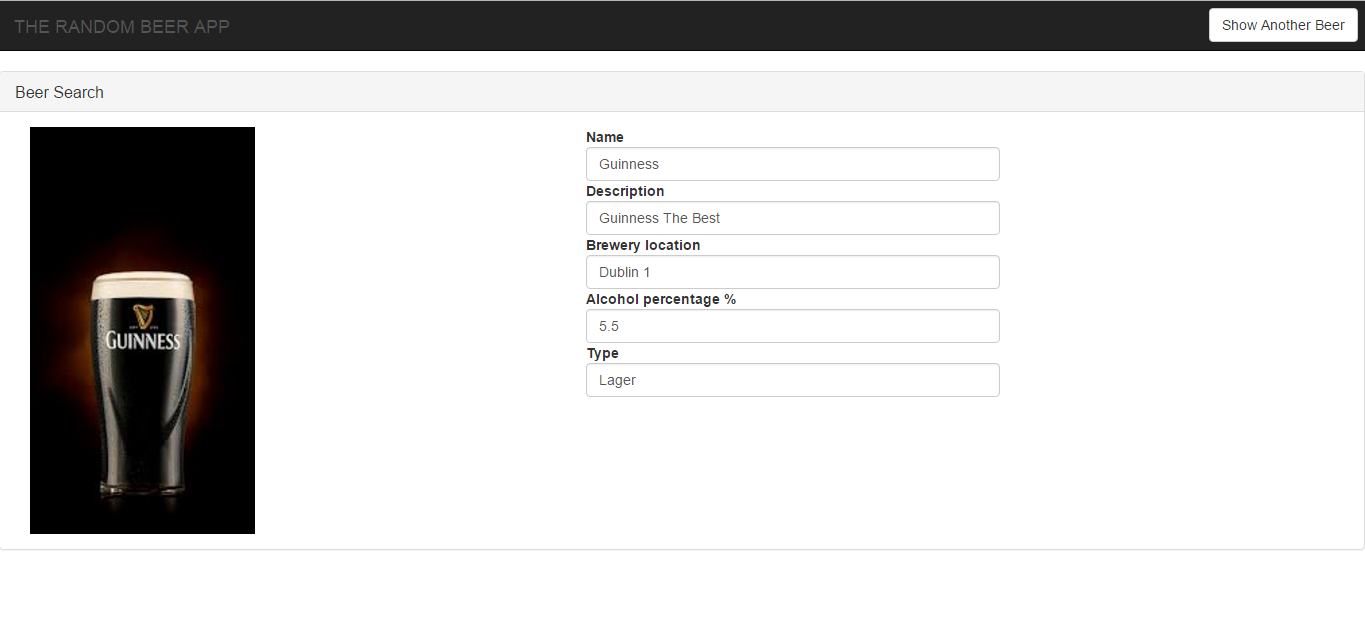 THE RANDOM BEER APP
Show Another Beer
Beer Search
GUINNESS
Name
Guinness
Description
Guinness The Best
Brewery location
Dublin 1
Alcohol percentage %
5.5
Type
Lager